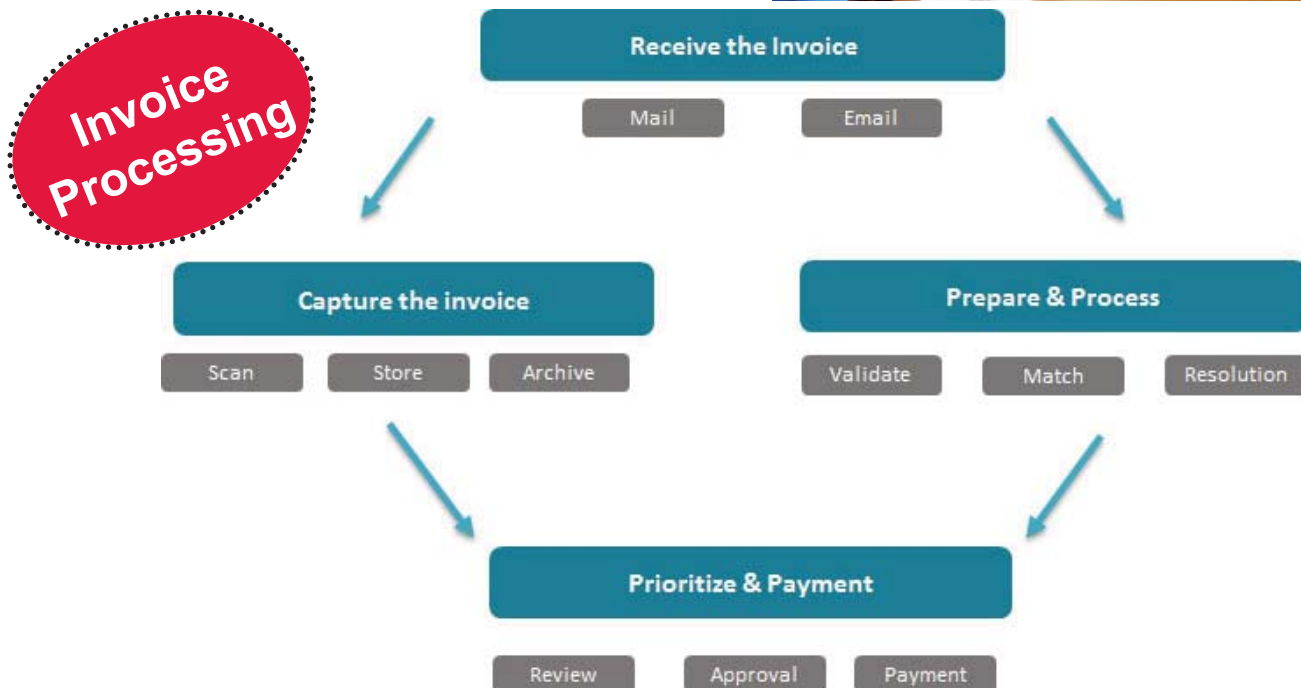 Invoice
Processing
Receive the Invoice
Mail
Email
Capture the invoice
Prepare & Process
Scan
Store
Archive
Validate
Match
Resolution
Prioritize & Payment
Review
Approval
Payment